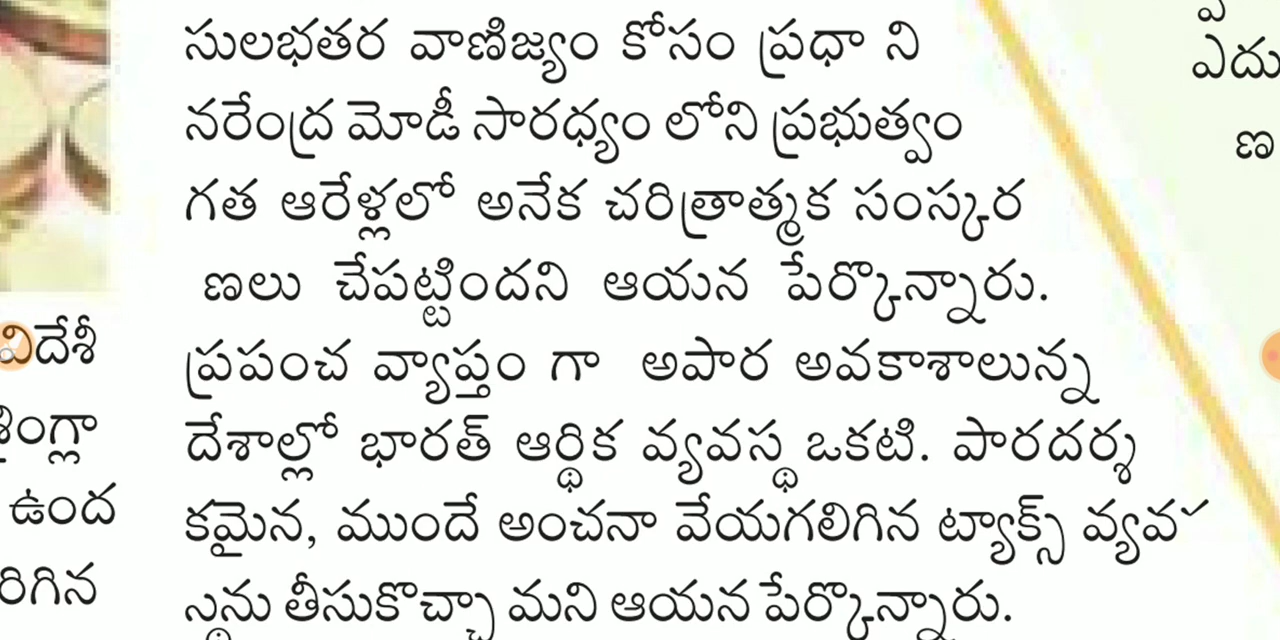 సులభతర వాణిజ్యం కోసం ప్రధా ని
నరేంద్ర మోడీ సారధ్యం లోని ప్రభుత్వం
గత ఆరేళ్లలో అనేక చరిత్రాత్మక సంస్కర
ణలు చేపట్టిందని ఆయన పేర్కొన్నారు.
ప్రపంచ వ్యాప్తం గా అపార అవకాశాలున్న
దేశాల్లో భారత్ ఆర్థిక వ్యవస్థ ఒకటి. పారదర్శ
కమైన, ముందే అంచనా వేయగలిగిన ట్యాక్స్ వ్యవ
స్థను తీసుకొచ్చా మని ఆయన పేర్కొన్నారు.
విదేశీ
ఉంద
రిగిన
ఎదు
ణ